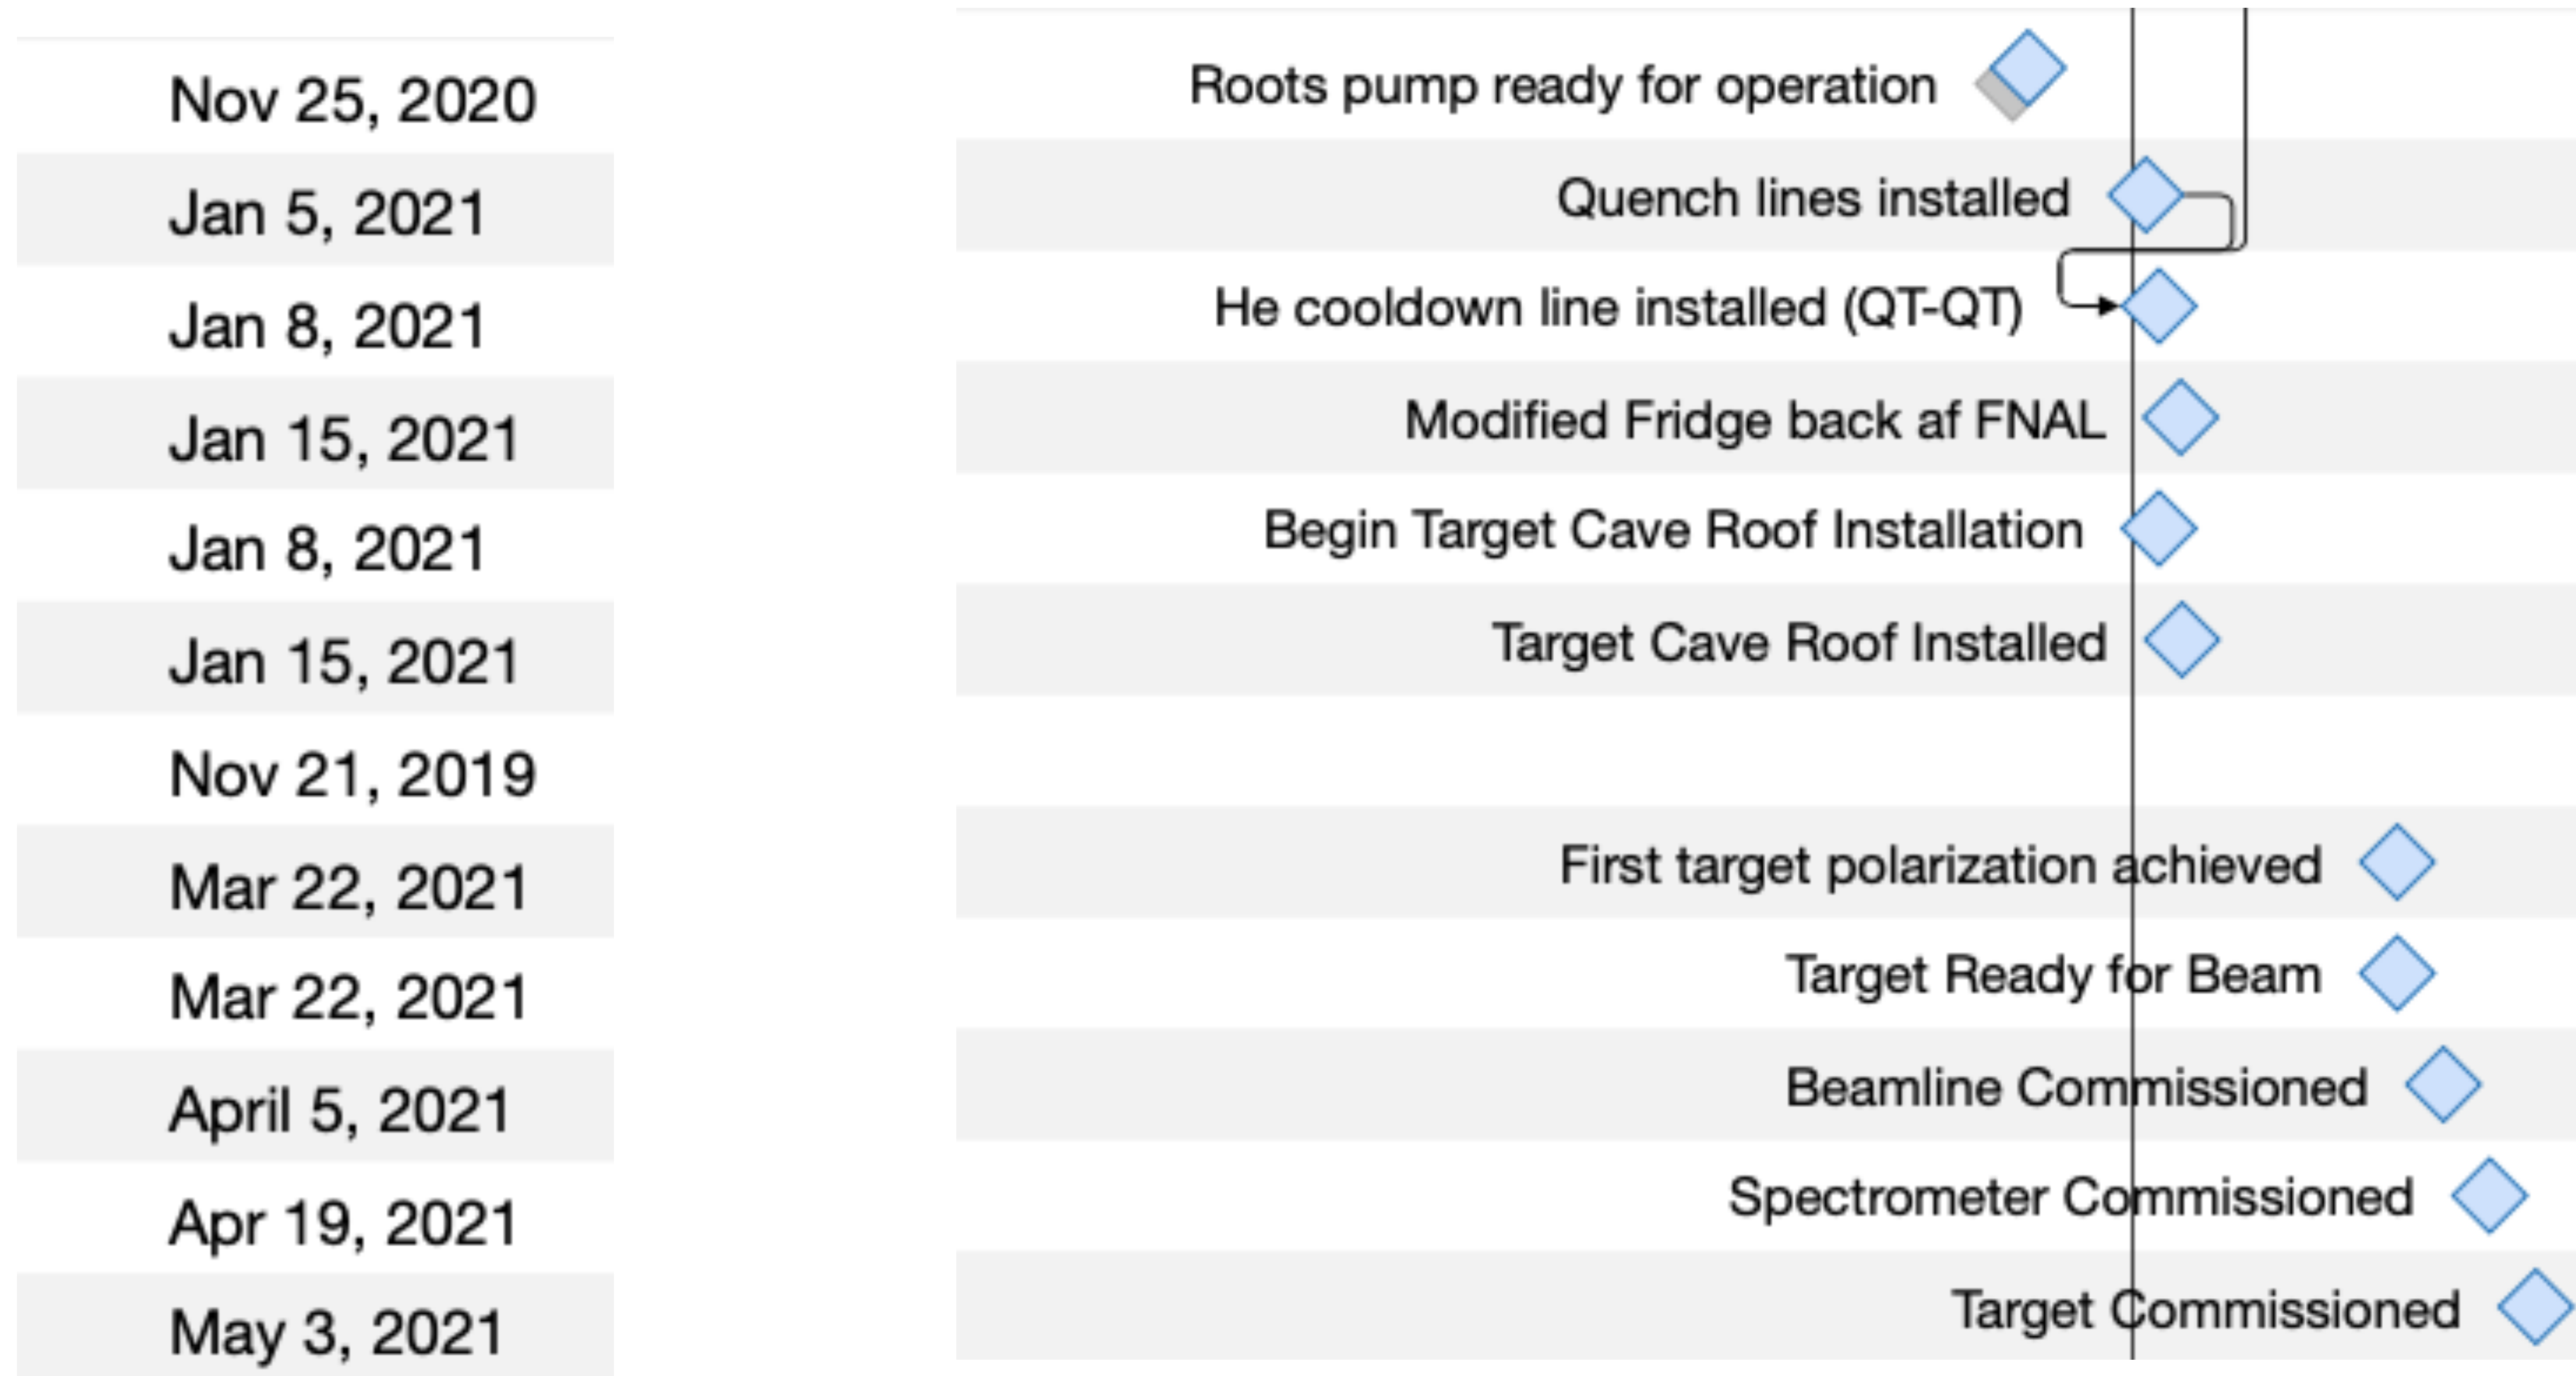 Nov 25, 2020 Roots pump ready for operation
Jan 5, 2021 Quench lines installed
Jan 8, 2021 He cooldown line installed (QT-QT)
Jan 15, 2021 Modified Fridge back af FNAL
Jan 8, 2021 Begin Target Cave Roof Installation
Jan 15, 2021 Target Cave Roof Installed
Nov 21, 2019
Mar 22, 2021 First target polarization achieved
Mar 22, 2021 Target Ready for Beam
April 5, 2021 Beamline Commissioned
Apr 19, 2021 Spectrometer Commissioned
May 3, 2021 Target Commissioned